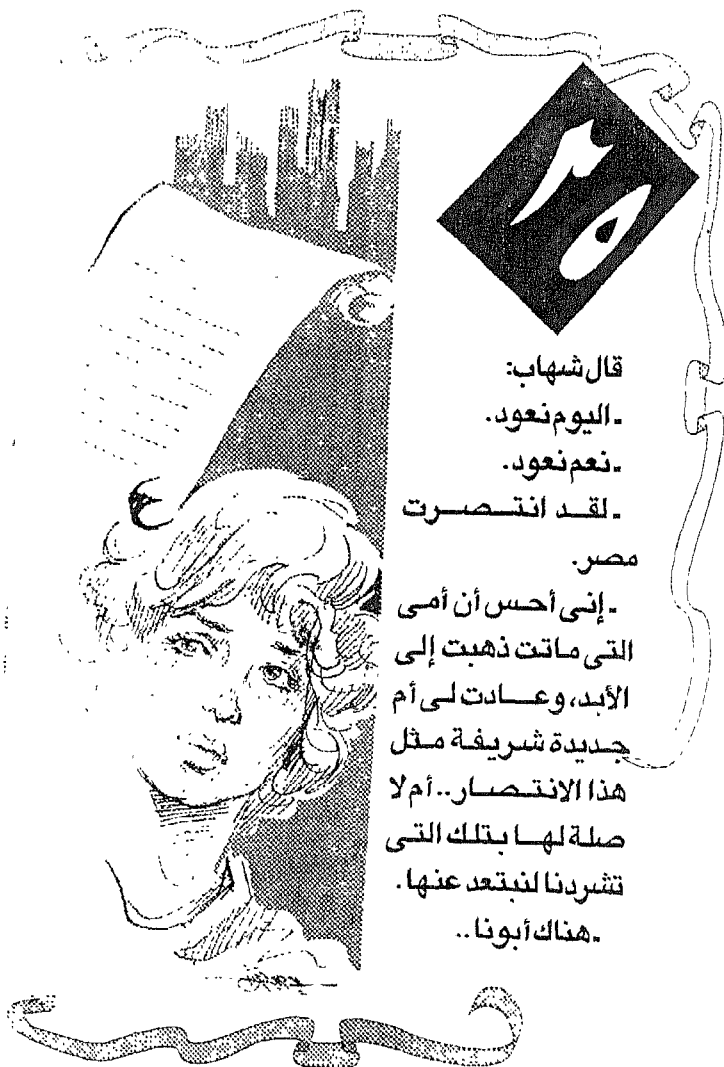 ٢٥
قال شهاب:
ـ اليوم نعود.
ـ نعم نعود.
ـ لقد انتصرت
مصر.
ـ إنى أحس أن أمى
التى ماتت ذهبت إلى
الأبد، وعادت لى أم
جديدة شريفة مثل
هذا الانتصار.. أم لا
صلة لها بتلك التى
تشردنا لنبتعد عنها.
ـ هناك أبونا..